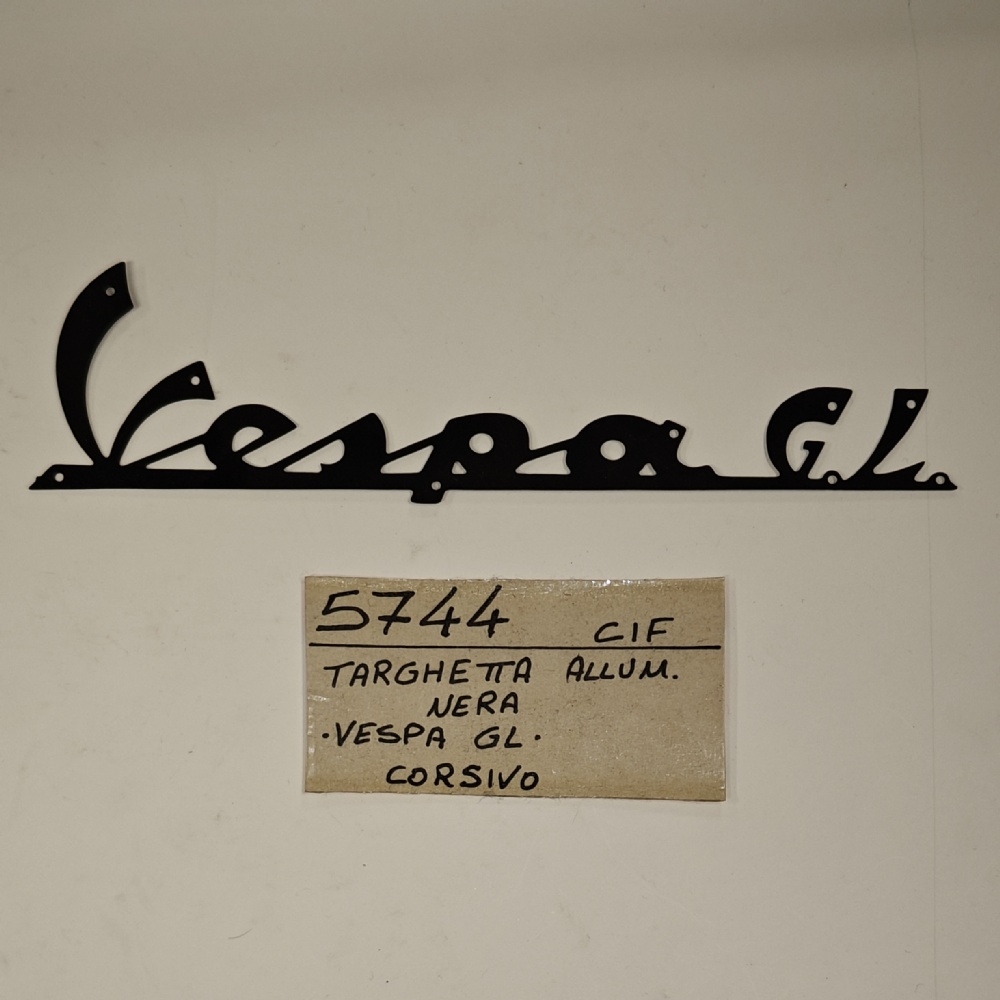 Vespa G.L.
5744 CIF
TARGHETTA ALLUM.
NERA
·VESPA GL·
CORSIVO